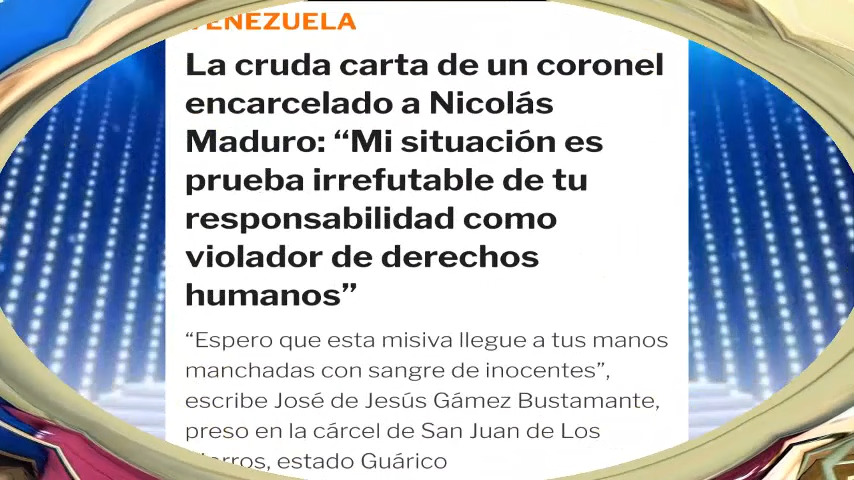 VENEZUELA
La cruda carta de un coronel
encarcelado a Nicolás
Maduro: “Mi situación es
prueba irrefutable de tu
responsabilidad como
violador de derechos
humanos”
“Espero que esta misiva llegue a tus manos
manchadas con sangre de inocentes”,
escribe José de Jesús Gámez Bustamante,
preso en la cárcel de San Juan de Los
estado Guárico